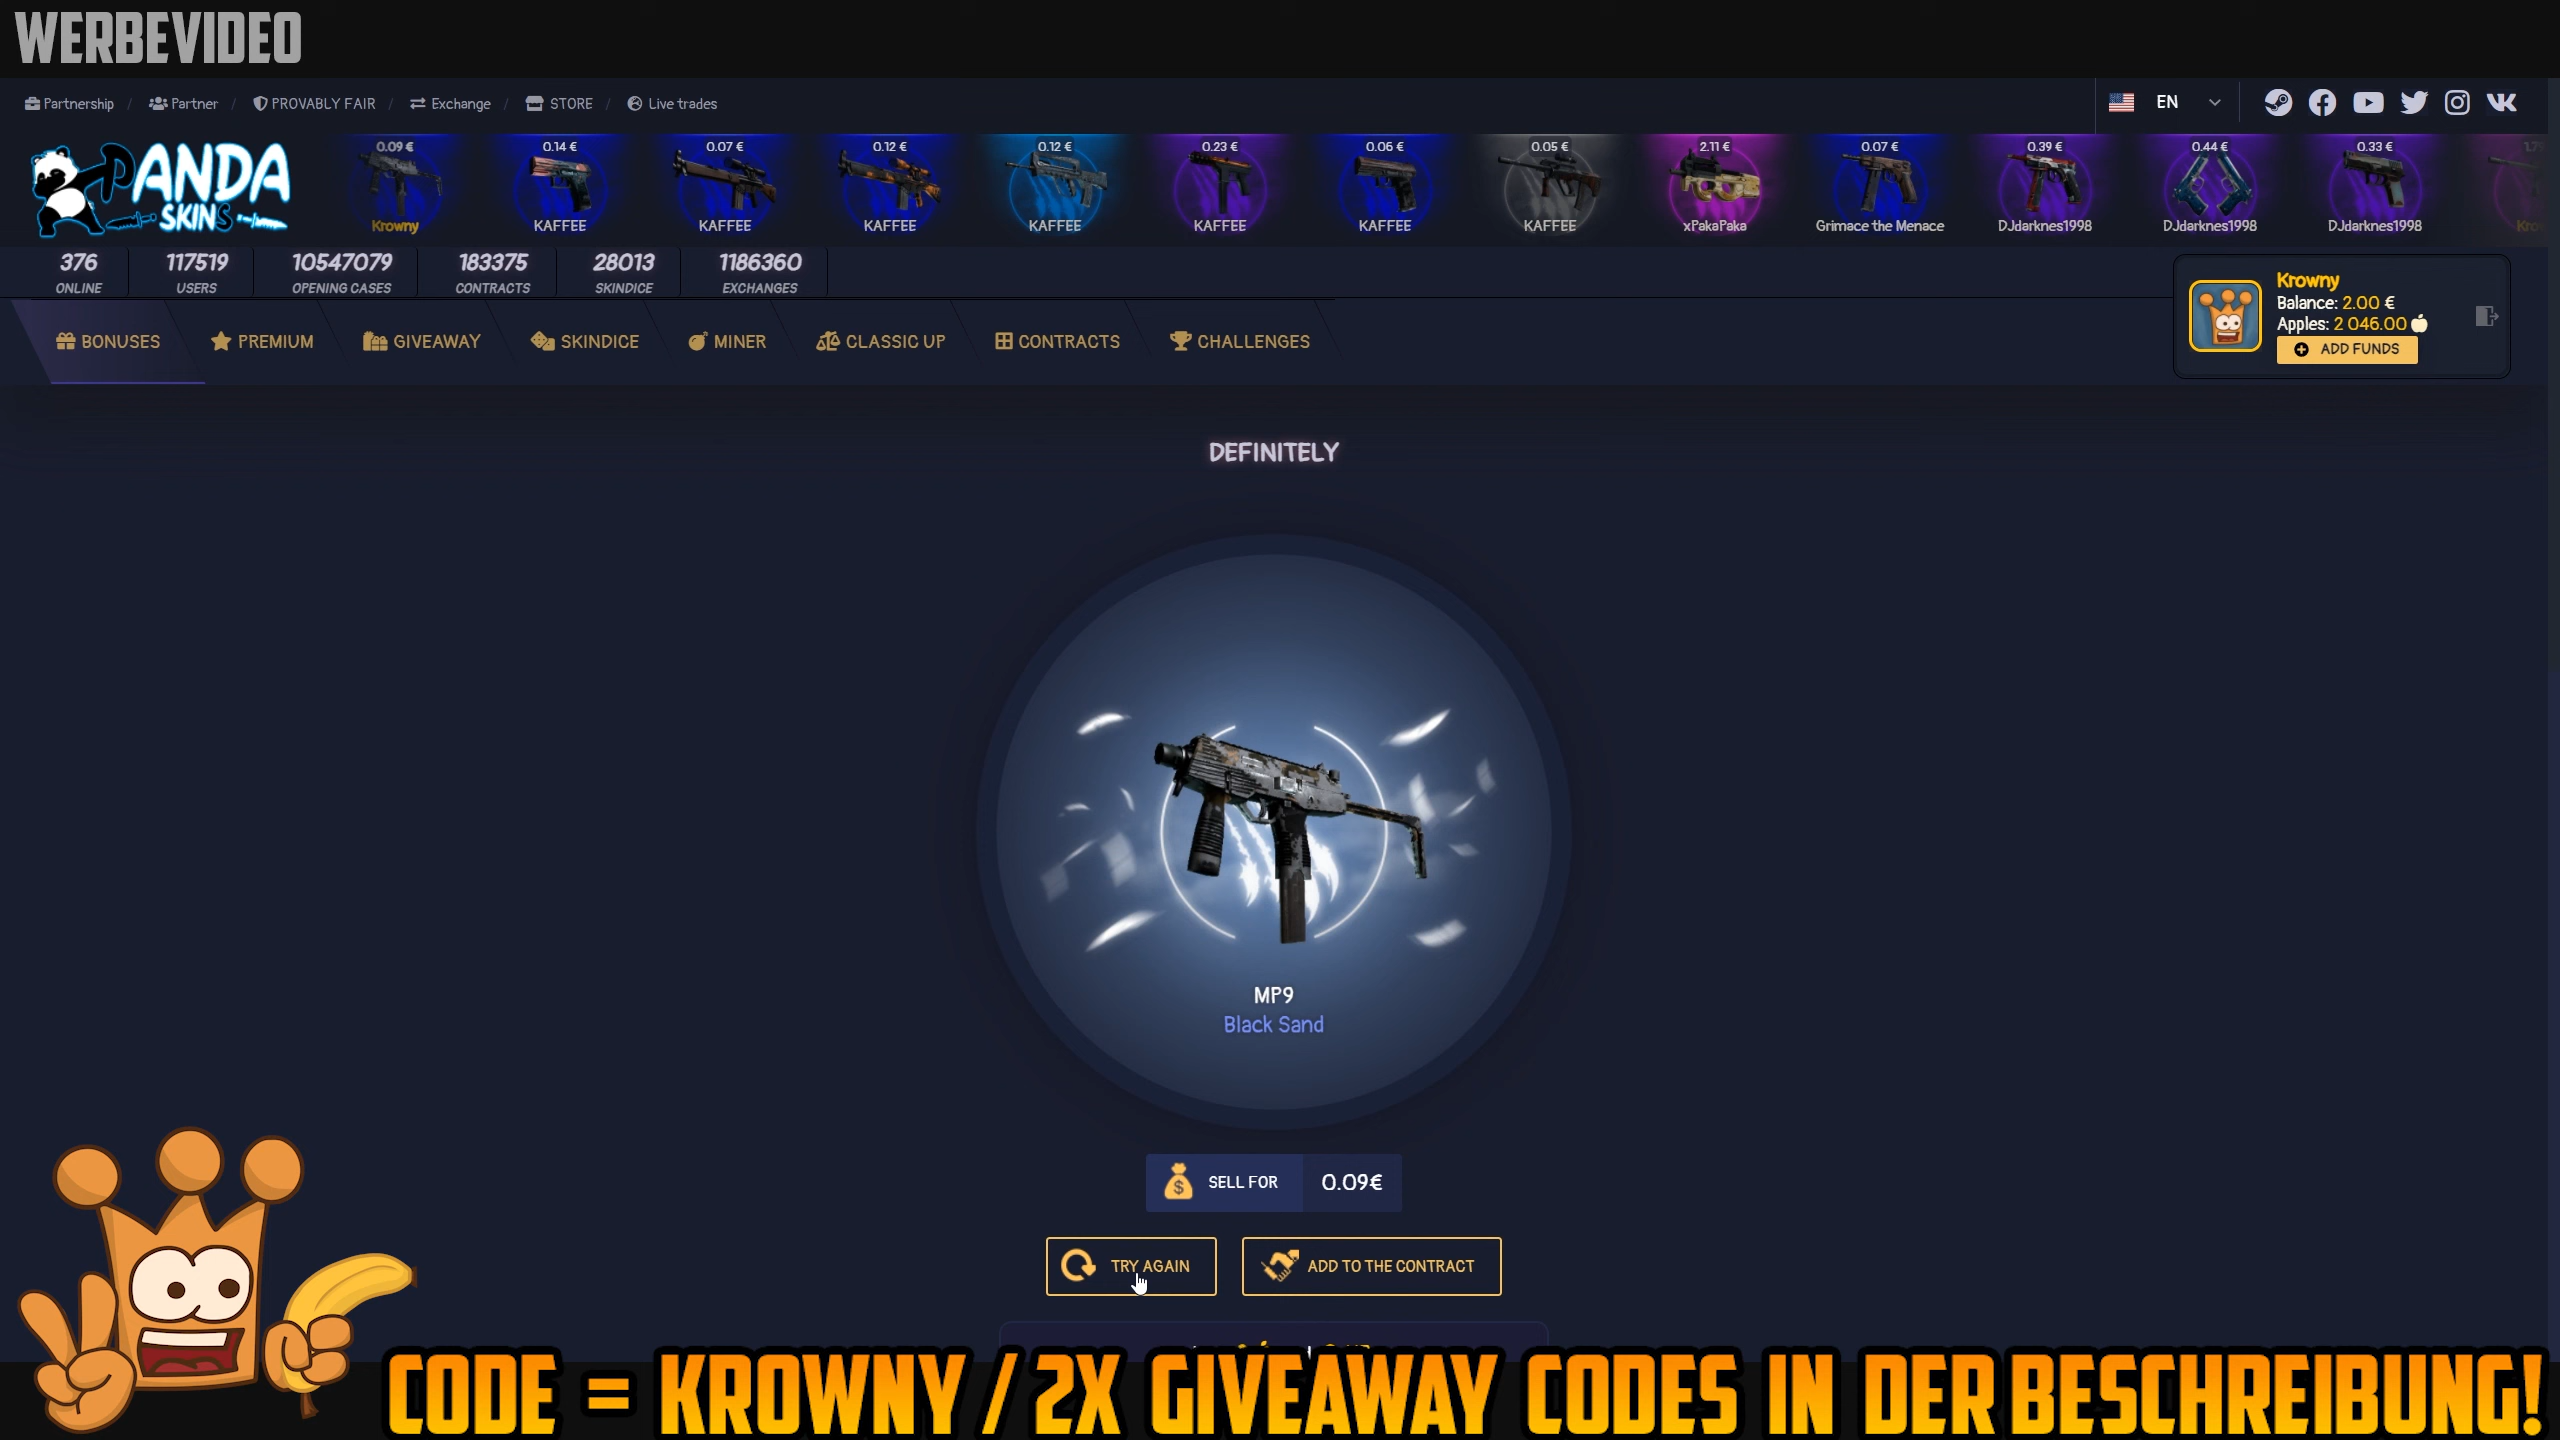 WERBEVIDEO
Partnership / Partner / PROVABLY FAIR / Exchange / STORE / Live trades
EN
PANDA
SKINS
0.09 € 0.14 € 0.07 € 0.12 € 0.12 € 0.23 € 0.06 € 0.05 € 2.11 € 0.07 € 0.39 € 0.44 € 0.33 €
Krowny KAFFEE KAFFEE KAFFEE KAFFEE KAFFEE KAFFEE KAFFEE xPakaPaka Grimace the Menace DJdarknes1998 DJdarknes1998 DJdarknes1998
376 117519 10547079 183375 28013 1186360
ONLINE USERS OPENING CASES CONTRACTS SKINDICE EXCHANGES
Krowny
Balance: 2.00 €
Apples: 2 046.00
ADD FUNDS
BONUSES PREMIUM GIVEAWAY SKINDICE MINER CLASSIC UP CONTRACTS CHALLENGES
DEFINITELY
MP9
Black Sand
$ SELL FOR 0.09€
TRY AGAIN ADD TO THE CONTRACT
CODE = KROWNY / 2X GIVEAWAY CODES IN DER BESCHREIBUNG!